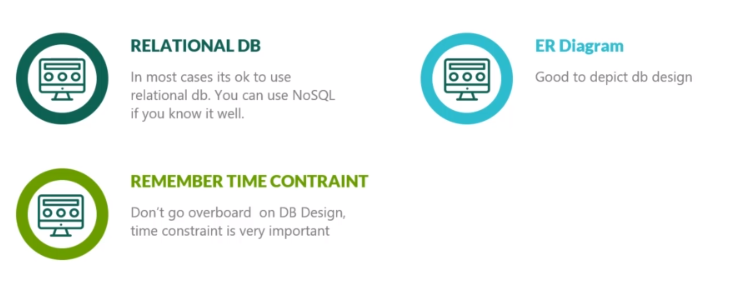 RELATIONAL DB
In most cases its ok to use
relational db. You can use NoSQL
if you know it well.
ER Diagram
Good to depict db design
REMEMBER TIME CONTRAINT
Don't go overboard  on DB Design,
time constraint is very important